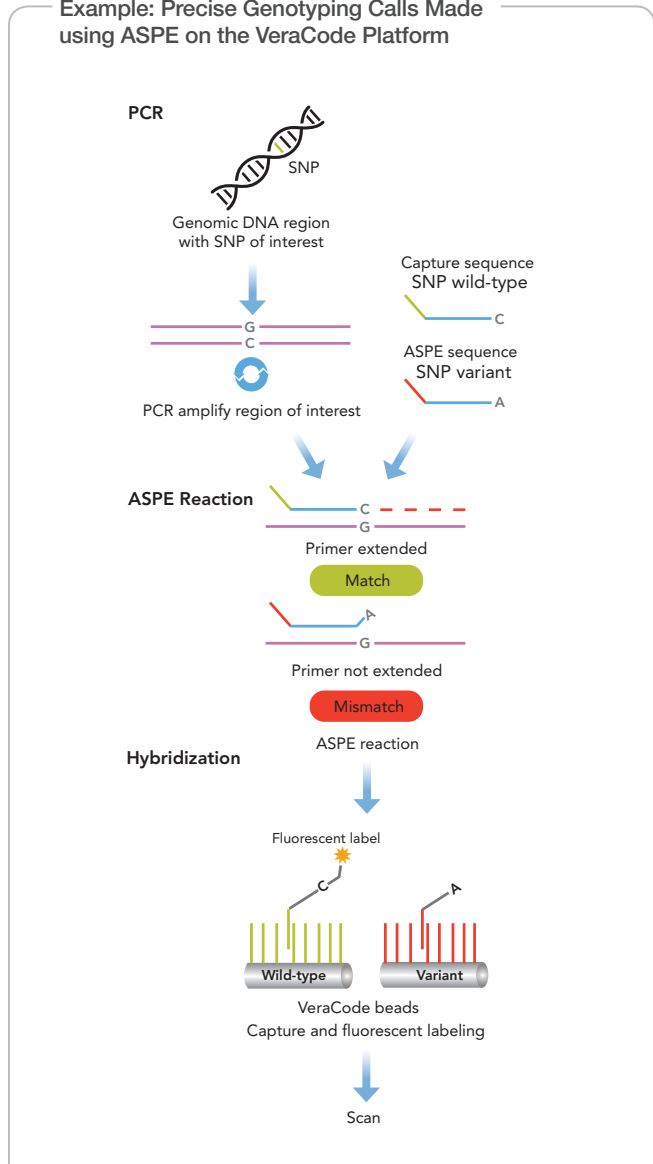 Example: Precise Genotyping Calls Made
using ASPE on the VeraCode Platform
PCR
SNP
Genomic DNA region
with SNP of interest
Capture sequence
SNP wild-type
C
G
C
ASPE sequence
SNP variant
A
PCR amplify region of interest
ASPE Reaction
C
G
Primer extended
Match
A
G
Primer not extended
Mismatch
ASPE reaction
Hybridization
Fluorescent label
C
A
Wild-type
Variant
VeraCode beads
Capture and fluorescent labeling
Scan